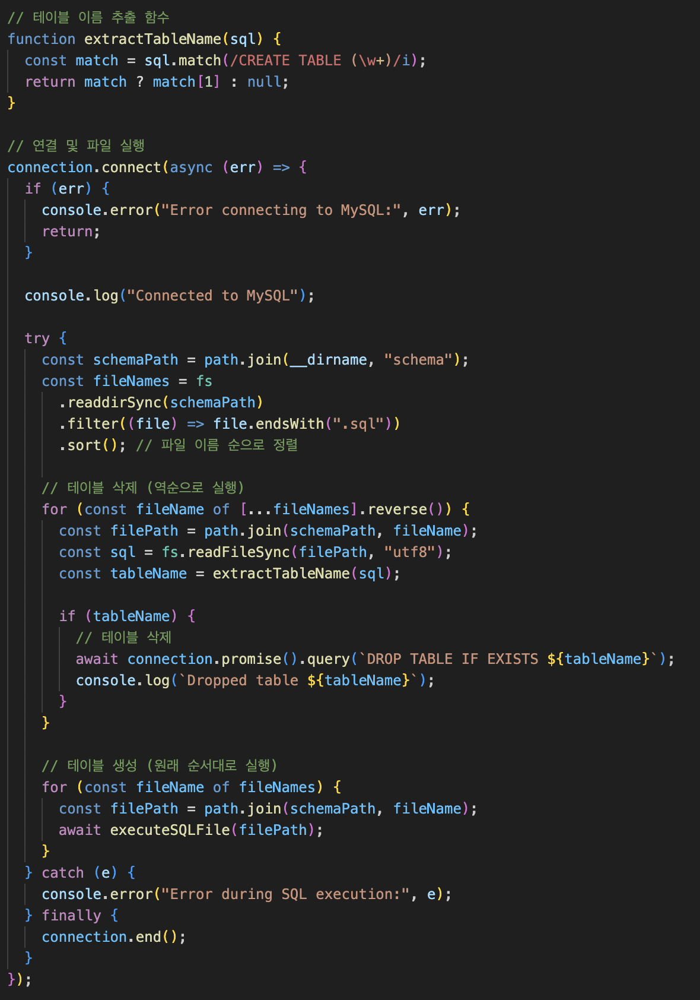 // 테이블 이름 추출 함수
function extractTableName(sql) {
  const match = sql.match(/CREATE TABLE (\w+)/i);
  return match ? match[1] : null;
}

// 연결 및 파일 실행
connection.connect(async (err) => {
  if (err) {
    console.error("Error connecting to MySQL:", err);
    return;
  }

  console.log("Connected to MySQL");

  try {
    const schemaPath = path.join(__dirname, "schema");
    const fileNames = fs
      .readdirSync(schemaPath)
      .filter((file) => file.endsWith(".sql"))
      .sort(); // 파일 이름 순으로 정렬

    // 테이블 삭제 (역순으로 실행)
    for (const fileName of [...fileNames].reverse()) {
      const filePath = path.join(schemaPath, fileName);
      const sql = fs.readFileSync(filePath, "utf8");
      const tableName = extractTableName(sql);

      if (tableName) {
        // 테이블 삭제
        await connection.promise().query(`DROP TABLE IF EXISTS ${tableName}`);
        console.log(`Dropped table ${tableName}`);
      }
    }

    // 테이블 생성 (원래 순서대로 실행)
    for (const fileName of fileNames) {
      const filePath = path.join(schemaPath, fileName);
      await executeSQLFile(filePath);
    }
  } catch (e) {
    console.error("Error during SQL execution:", e);
  } finally {
    connection.end();
  }
});